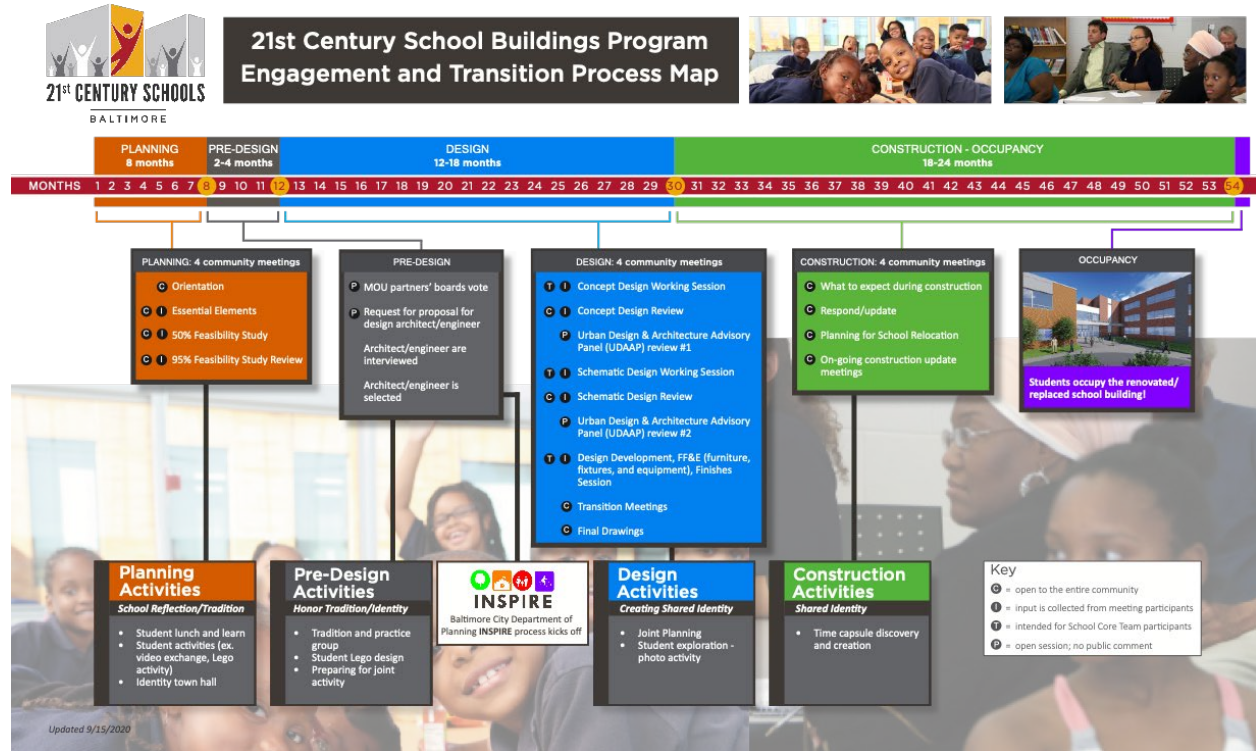 21st CENTURY SCHOOLS
BALTIMORE
21st Century School Buildings Program
Engagement and Transition Process Map
PLANNING
8 months
PRE-DESIGN
2-4 months
DESIGN
12-18 months
CONSTRUCTION - OCCUPANCY
18-24 months
MONTHS 1 2 3 4 5 6 7 8 9 10 11 12 13 14 15 16 17 18 19 20 21 22 23 24 25 26 27 28 29 30 31 32 33 34 35 36 37 38 39 40 41 42 43 44 45 46 47 48 49 50 51 52 53 54
PLANNING: 4 community meetings
C Orientation
C I Essential Elements
C I 50% Feasibility Study
C I 95% Feasibility Study Review
PRE-DESIGN
P MOU partners' boards vote
P Request for proposal for
design architect/engineer
Architect/engineer are
interviewed
Architect/engineer is
selected
DESIGN: 4 community meetings
T I Concept Design Working Session
C I Concept Design Review
P Urban Design & Architecture Advisory
Panel (UDAAP) review #1
T I Schematic Design Working Session
C I Schematic Design Review
P Urban Design & Architecture Advisory
Panel (UDAAP) review #2
T I Design Development, FF&E (furniture,
fixtures, and equipment), Finishes
Session
C Transition Meetings
C Final Drawings
CONSTRUCTION: 4 community meetings
C What to expect during construction
C Respond/update
C Planning for School Relocation
C On-going construction update
meetings
OCCUPANCY
Students occupy the renovated/
replaced school building!
Planning
Activities
School Reflection/Tradition
• Student lunch and learn
• Student activities (ex.
video exchange, Lego
activity)
• Identity town hall
Pre-Design
Activities
Honor Tradition/Identity
• Tradition and practice
group
• Student Lego design
• Preparing for joint
activity
INSPIRE
Baltimore City Department of
Planning INSPIRE process kicks off
Design
Activities
Creating Shared Identity
• Joint Planning
• Student exploration -
photo activity
Construction
Activities
Shared Identity
• Time capsule discovery
and creation
Key
C = open to the entire community
I = input is collected from meeting participants
T = intended for School Core Team participants
P = open session; no public comment
Updated 9/15/2020